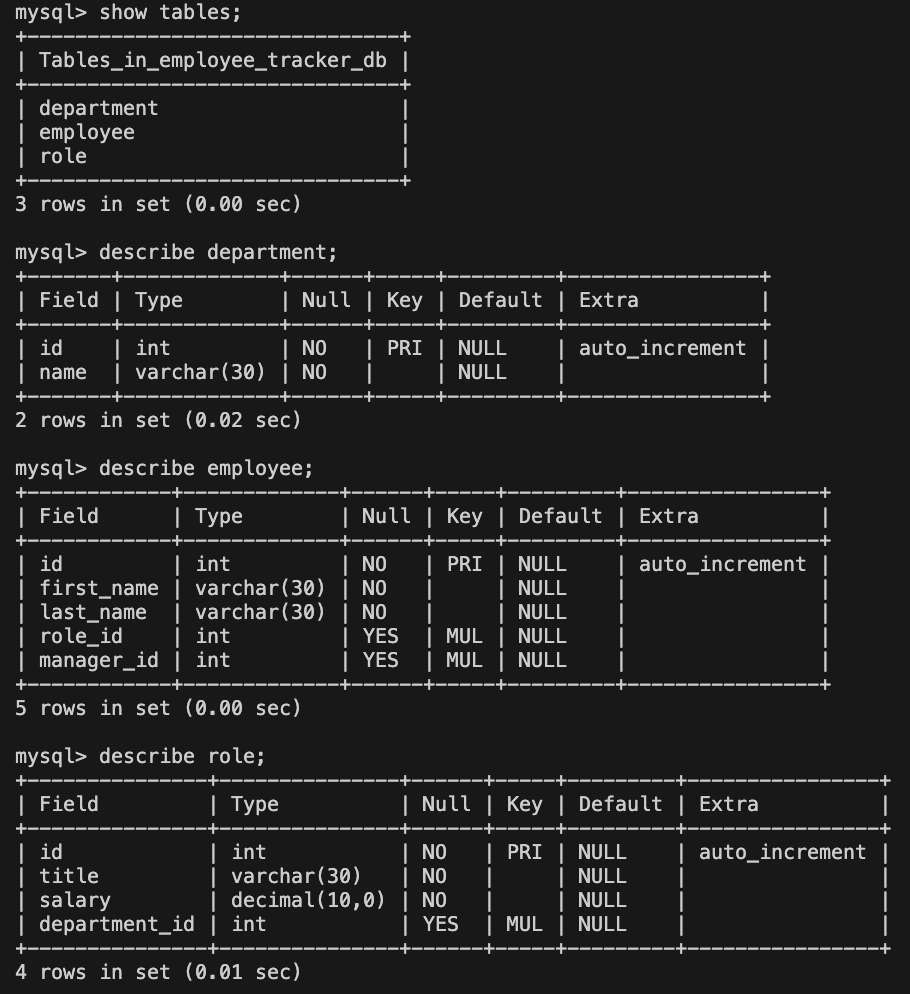 mysql> show tables;
+-------------------------------+
| Tables_in_employee_tracker_db |
+-------------------------------+
| department                    |
| employee                      |
| role                          |
+-------------------------------+
3 rows in set (0.00 sec)

mysql> describe department;
+-------+-------------+------+-----+---------+----------------+
| Field | Type        | Null | Key | Default | Extra          |
+-------+-------------+------+-----+---------+----------------+
| id    | int         | NO   | PRI | NULL    | auto_increment |
| name  | varchar(30) | NO   |     | NULL    |                |
+-------+-------------+------+-----+---------+----------------+
2 rows in set (0.02 sec)

mysql> describe employee;
+------------+-------------+------+-----+---------+----------------+
| Field      | Type        | Null | Key | Default | Extra          |
+------------+-------------+------+-----+---------+----------------+
| id         | int         | NO   | PRI | NULL    | auto_increment |
| first_name | varchar(30) | NO   |     | NULL    |                |
| last_name  | varchar(30) | NO   |     | NULL    |                |
| role_id    | int         | YES  | MUL | NULL    |                |
| manager_id | int         | YES  | MUL | NULL    |                |
+------------+-------------+------+-----+---------+----------------+
5 rows in set (0.00 sec)

mysql> describe role;
+---------------+---------------+------+-----+---------+----------------+
| Field         | Type          | Null | Key | Default | Extra          |
+---------------+---------------+------+-----+---------+----------------+
| id            | int           | NO   | PRI | NULL    | auto_increment |
| title         | varchar(30)   | NO   |     | NULL    |                |
| salary        | decimal(10,0) | NO   |     | NULL    |                |
| department_id | int           | YES  | MUL | NULL    |                |
+---------------+---------------+------+-----+---------+----------------+
4 rows in set (0.01 sec)